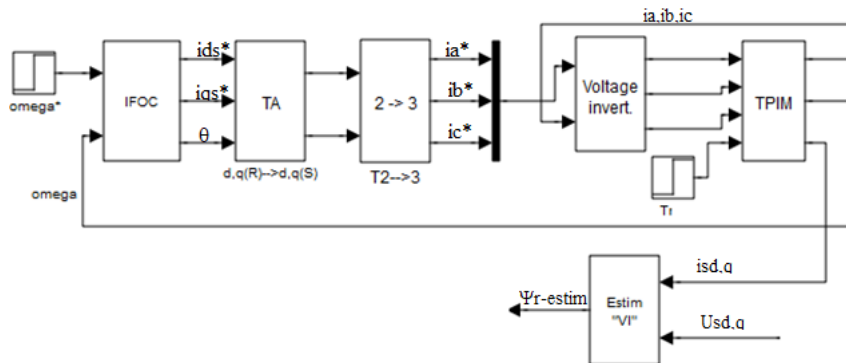 ia,ib,ic
ids*
iqs*
θ
ia*
ib*
ic*
omega*
IFOC
TA
2 -> 3
Voltage
invert.
TPIM
d,q(R)-->d,q(S)
T2-->3
omega
Tr
isd,q
Ψr-estim
Estim
"VI"
Usd,q